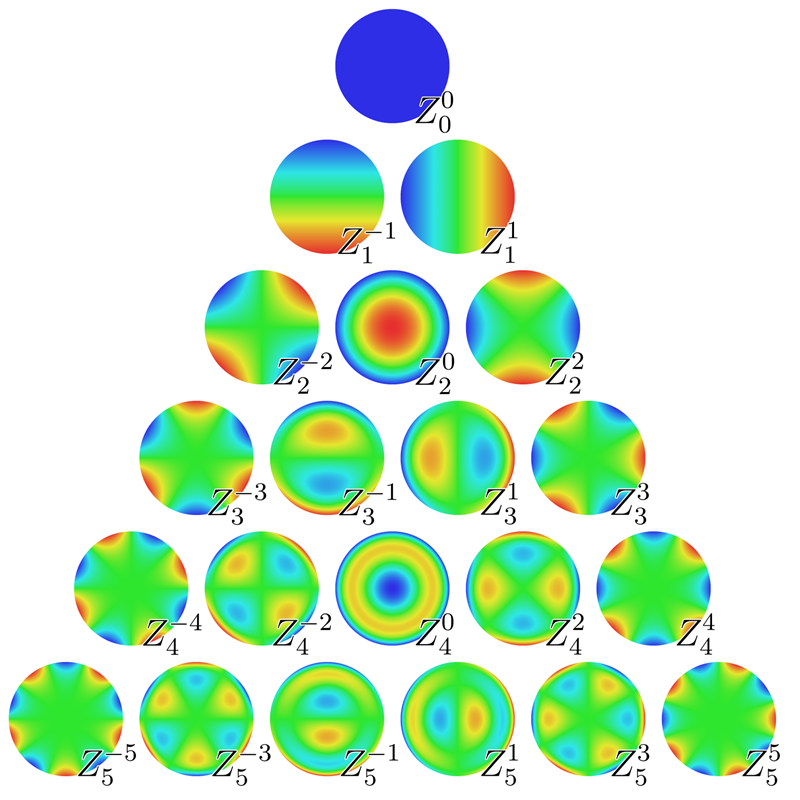 Z_0^0
Z_1^{-1} Z_1^1
Z_2^{-2} Z_2^0 Z_2^2
Z_3^{-3} Z_3^{-1} Z_3^1 Z_3^3
Z_4^{-4} Z_4^{-2} Z_4^0 Z_4^2 Z_4^4
Z_5^{-5} Z_5^{-3} Z_5^{-1} Z_5^1 Z_5^3 Z_5^5